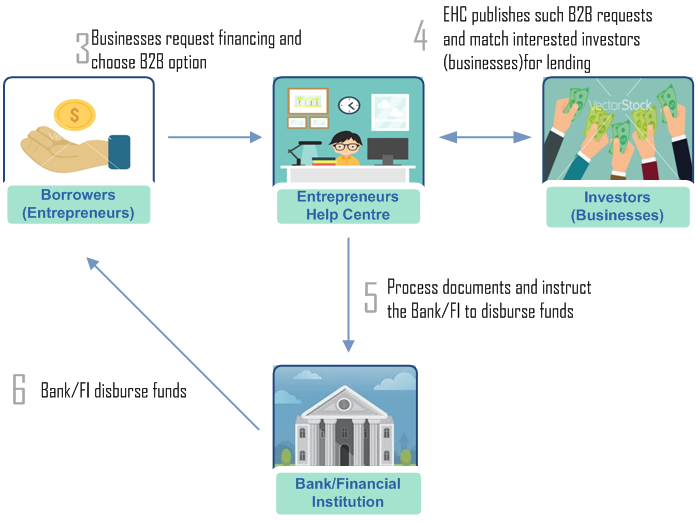 3 Businesses request financing and
choose B2B option
4 EHC publishes such B2B requests
and match interested investors
(businesses)for lending
$
VectorStock
Borrowers
(Entrepreneurs)
Entrepreneurs
Help Centre
Investors
(Businesses)
5 Process documents and instruct
the Bank/FI to disburse funds
6 Bank/FI disburse funds
Bank/Financial
Institution